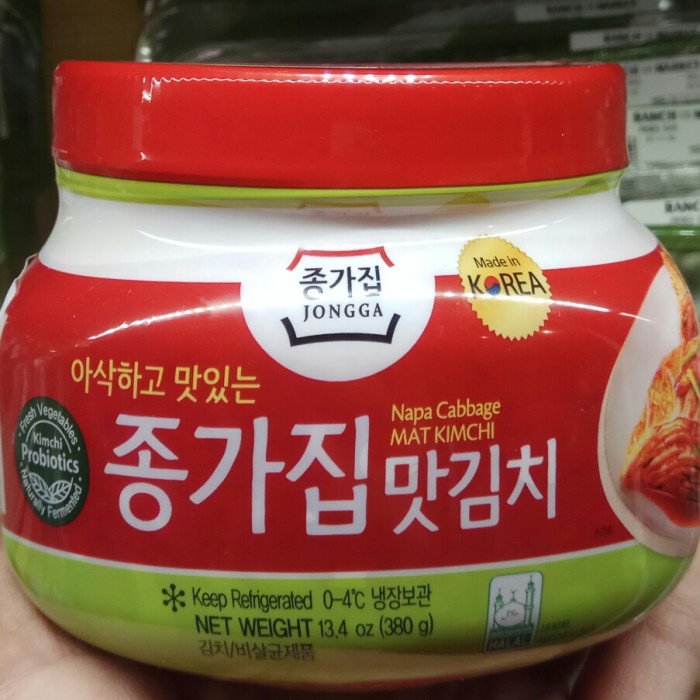 종가집
JONGGA
Made in
KOREA
아삭하고 맛있는
종가집 맛김치
Napa Cabbage
MAT KIMCHI
Fresh Vegetables
Kimchi
Probiotics
Naturally Fermented
Keep Refrigerated 0-4℃ 냉장보관
NET WEIGHT 13.4 oz (380 g)
김치/비살균제품
HALAL